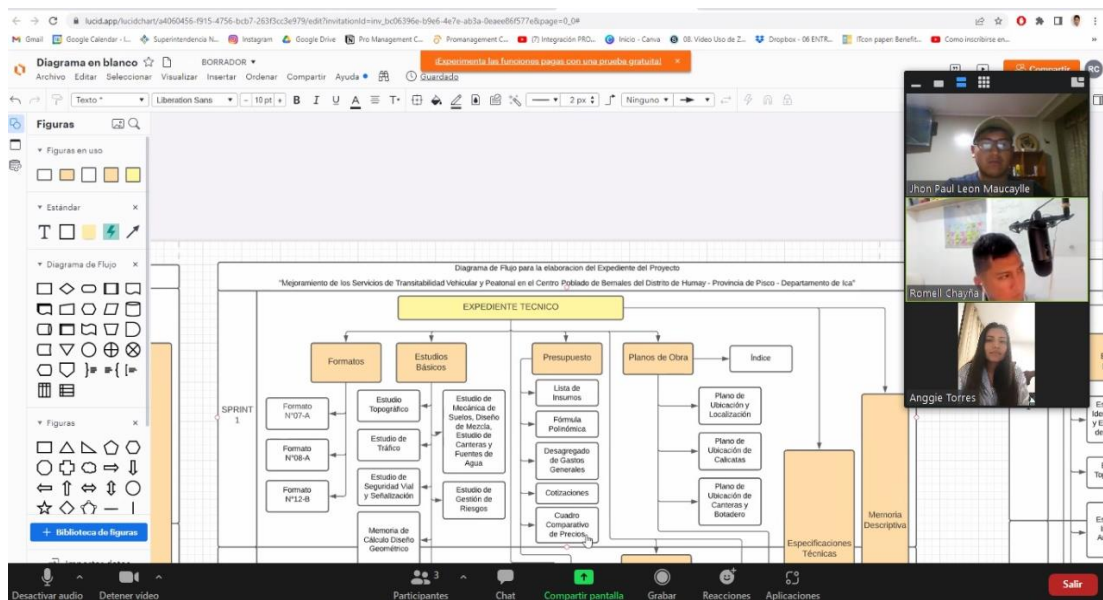 lucid.app/lucidchart/a4060456-f915-4756-bcb7-263f3cc3e979/edit?invitationId=inv_bc06396e-b9e6-4e7e-ab3a-0eaee86f577e&page=0_0#
Gmail Google Calendar - I... Superintendencia N... Instagram Google Drive Pro Management C... Promanagement C... (7) Integración PRO... Inicio - Canva 08. Video Uso de Z... Dropbox - 06 ENTR... ITcon paper: Benefit... Como inscribirse en...
Diagrama en blanco BORRADOR
¡Experimenta las funciones pagas con una prueba gratuita! ×
Compartir RC
Archivo Editar Seleccionar Visualizar Insertar Ordenar Compartir Ayuda Guardado
Texto Liberation Sans - 10 pt + B I U A T 2 px Ninguno
Figuras
Figuras en uso
Estándar ×
T
Diagrama de Flujo ×
Figuras ×
+ Biblioteca de figuras
Diagrama de Flujo para la elaboracion del Expediente del Proyecto
"Mejoramiento de los Servicios de Transitabilidad Vehicular y Peatonal en el Centro Poblado de Bernales del Distrito de Humay - Provincia de Pisco - Departamento de Ica"
EXPEDIENTE TECNICO
Formatos
Estudios
Básicos
Presupuesto
Planos de Obra
Índice
SPRINT
1
Formato
N°07-A
Formato
N°08-A
Formato
N°12-B
Estudio
Topográfico
Estudio de
Tráfico
Estudio de
Seguridad Vial
y Señalización
Memoria de
Cálculo Diseño
Geométrico
Estudio de
Mecánica de
Suelos, Diseño
de Mezcla,
Estudio de
Canteras y
Fuentes de
Agua
Estudio de
Gestión de
Riesgos
Lista de
Insumos
Fórmula
Polinómica
Desagregado
de Gastos
Generales
Cotizaciones
Cuadro
Comparativo
de Precios
Plano de
Ubicación y
Localización
Plano de
Ubicación de
Calicatas
Plano de
Ubicación de
Canteras y
Botadero
Especificaciones
Técnicas
Memoria
Descriptiva
Jhon Paul Leon Maucaylle
Romell Chayña
Anggie Torres
Desactivar audio Detener video Participantes 3 Chat Compartir pantalla Grabar Reacciones Aplicaciones Salir